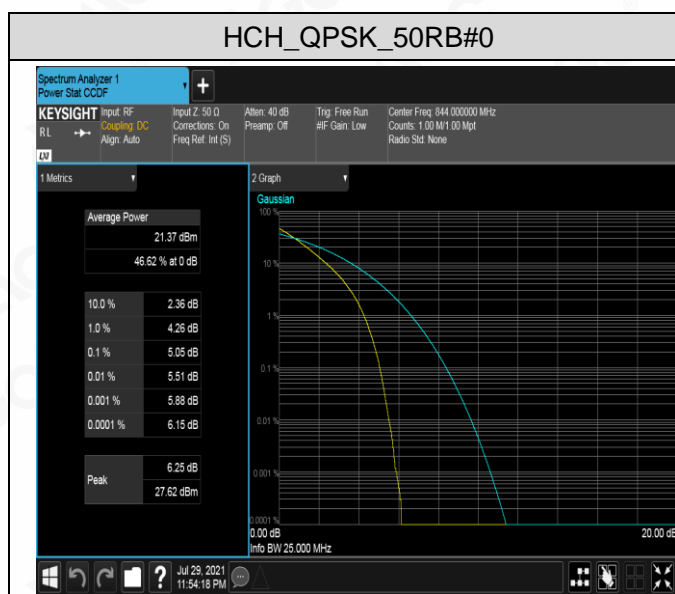 HCH_QPSK_50RB#0
Spectrum Analyzer 1
Power Stat CCDF
+
KEYSIGHT
R L
LXI
Input: RF
Coupling: DC
Align: Auto
Input Z: 50 Ω
Corrections: On
Freq Ref: Int (S)
Atten: 40 dB
Preamp: Off
Trig: Free Run
#IF Gain: Low
Center Freq: 844.000000 MHz
Counts: 1.00 M/1.00 Mpt
Radio Std: None
1 Metrics
Average Power
21.37 dBm
46.62 % at 0 dB
10.0 % 2.36 dB
1.0 % 4.26 dB
0.1 % 5.05 dB
0.01 % 5.51 dB
0.001 % 5.88 dB
0.0001 % 6.15 dB
Peak
6.25 dB
27.62 dBm
2 Graph
Gaussian
100 %
10 %
1 %
0.1 %
0.01 %
0.001 %
0.0001 %
0.00 dB 20.00 dB
Info BW 25.000 MHz
?
Jul 29, 2021
11:54:18 PM